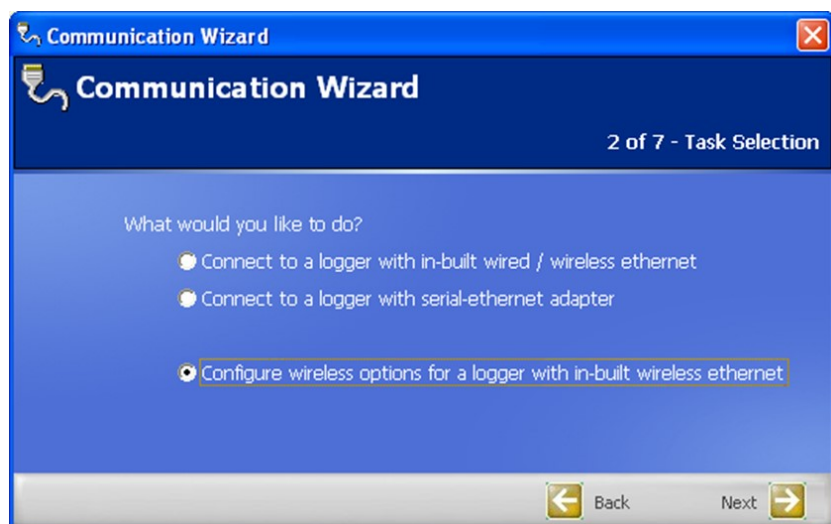 Communication Wizard
Communication Wizard
2 of 7 - Task Selection
What would you like to do?
Connect to a logger with in-built wired / wireless ethernet
Connect to a logger with serial-ethernet adapter
Configure wireless options for a logger with in-built wireless ethernet
Back Next